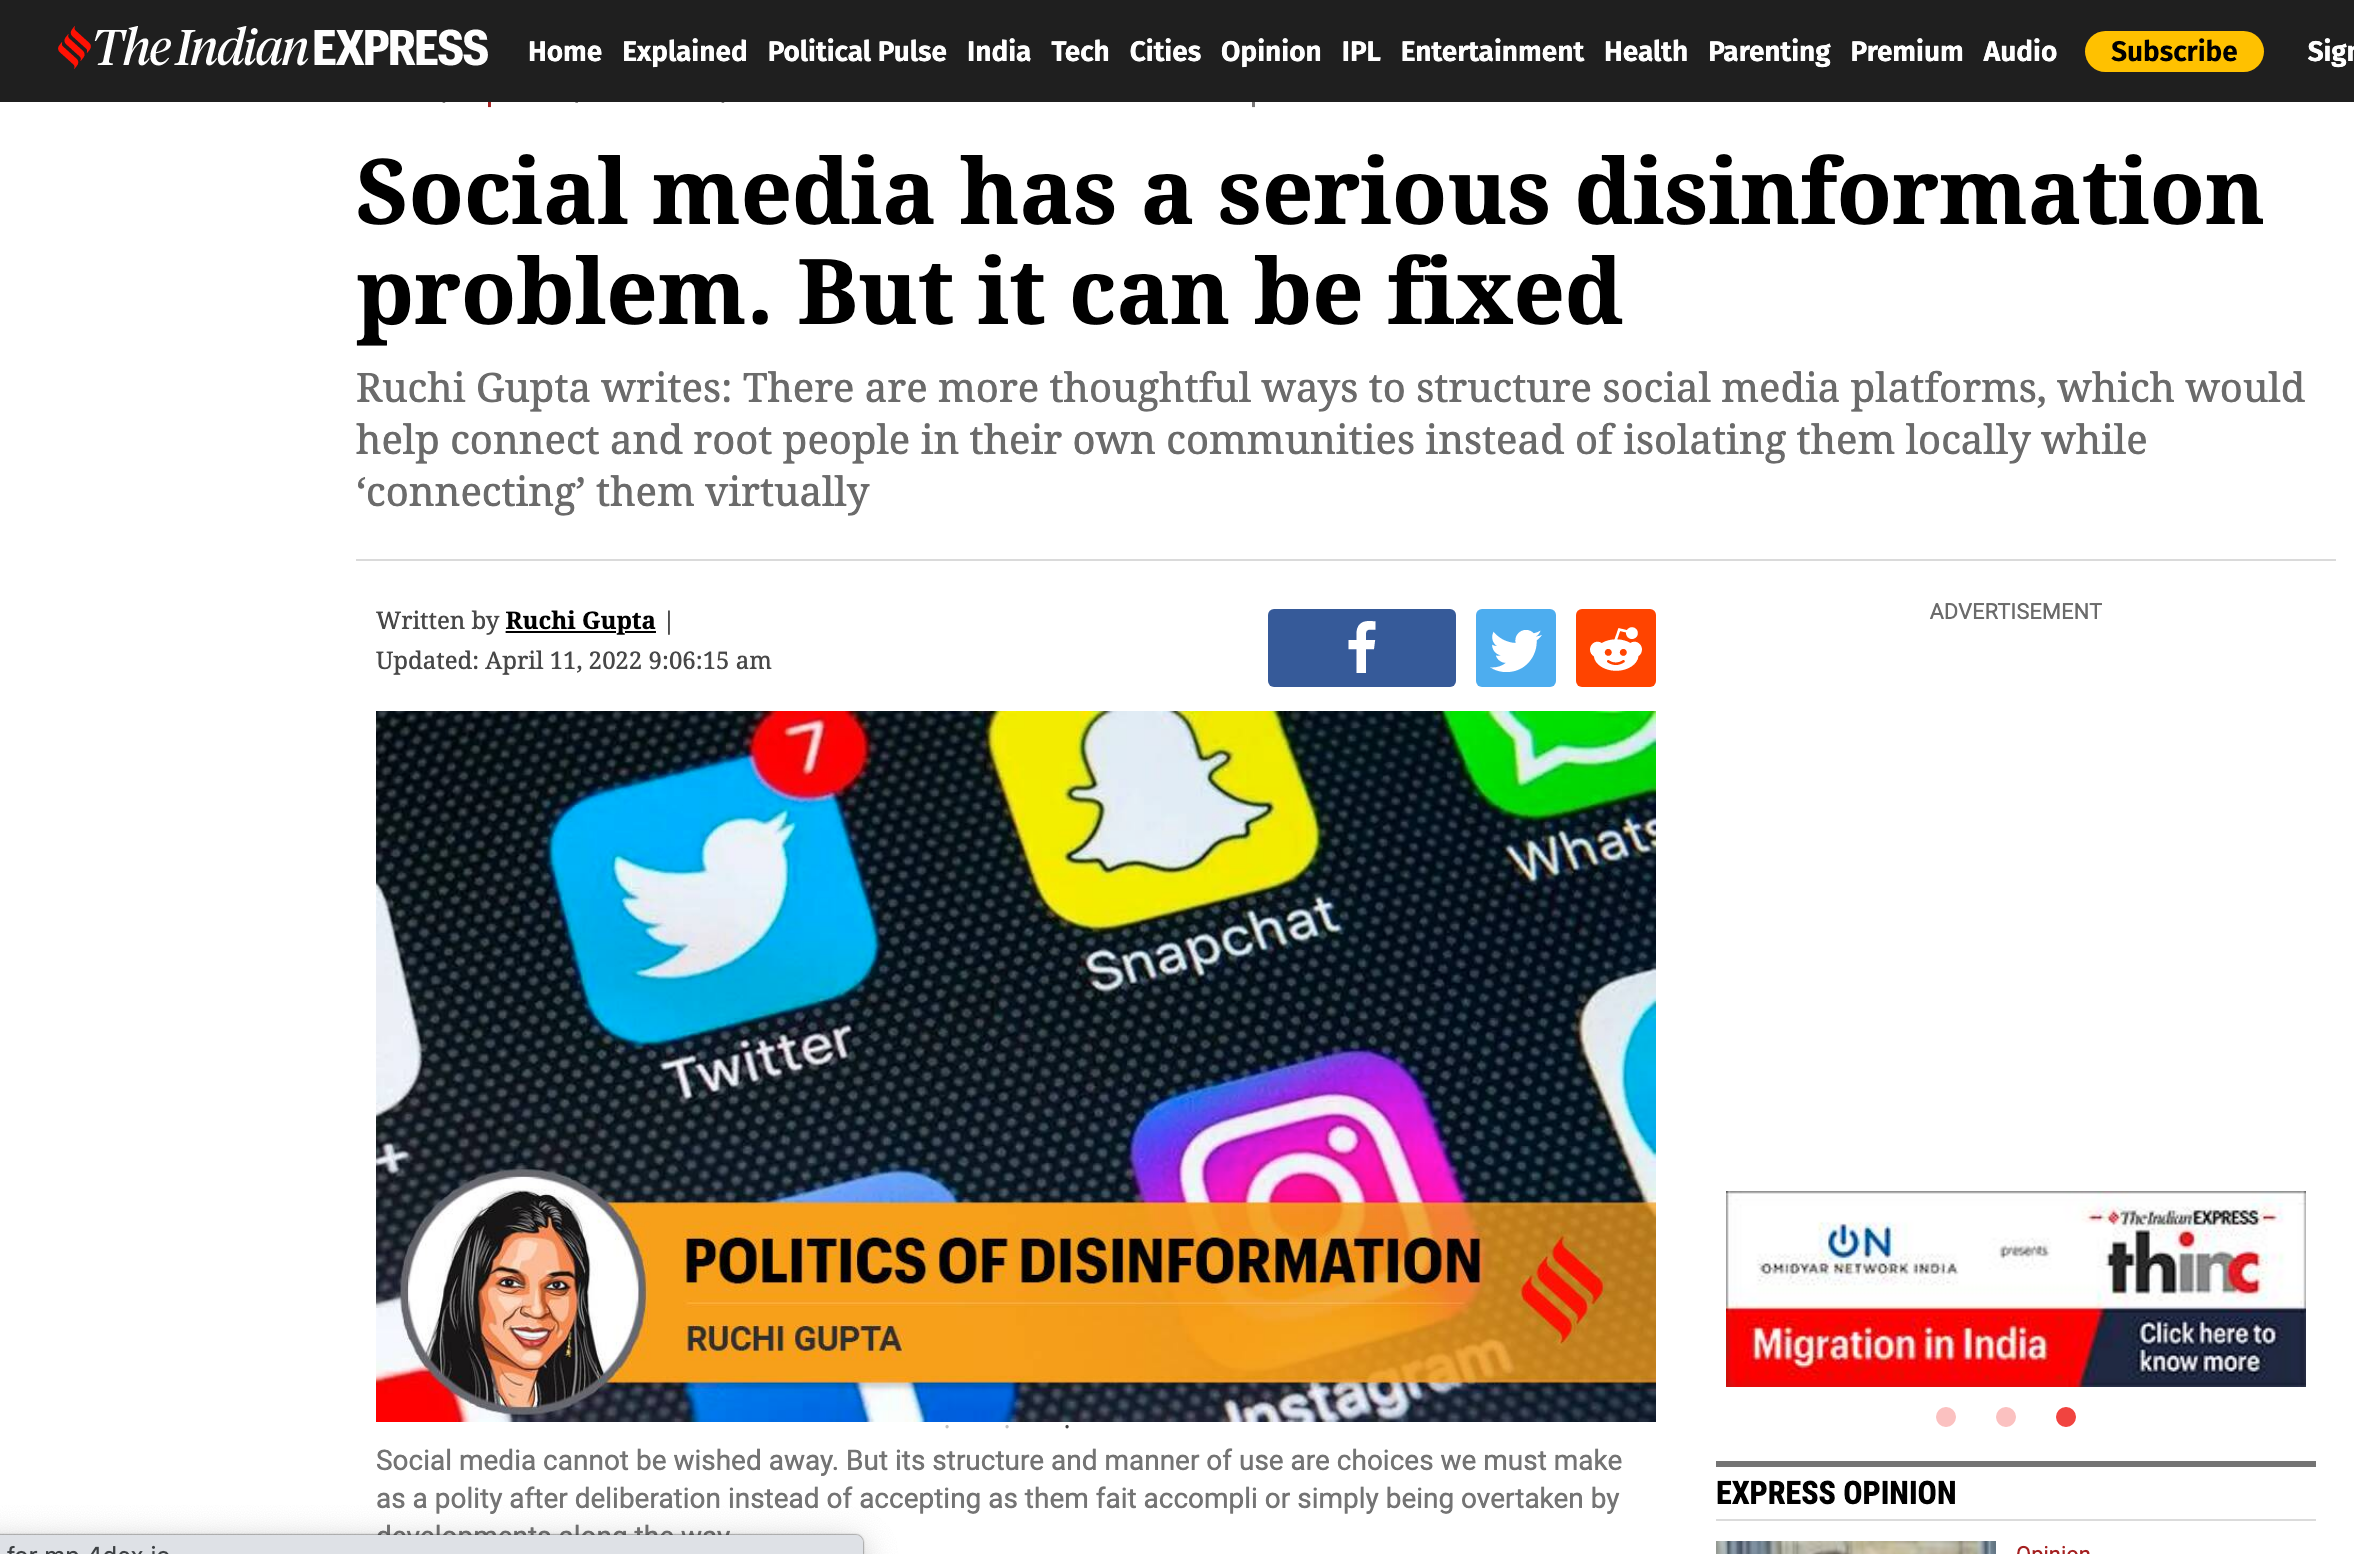 The Indian EXPRESS
Home Explained Political Pulse India Tech Cities Opinion IPL Entertainment Health Parenting Premium Audio Subscribe
Social media has a serious disinformation
problem. But it can be fixed
Ruchi Gupta writes: There are more thoughtful ways to structure social media platforms, which would
help connect and root people in their own communities instead of isolating them locally while
‘connecting’ them virtually
Written by Ruchi Gupta |
Updated: April 11, 2022 9:06:15 am
ADVERTISEMENT
7
Twitter
Snapchat
Whats
+
Instagram
POLITICS OF DISINFORMATION
RUCHI GUPTA
Social media cannot be wished away. But its structure and manner of use are choices we must make
as a polity after deliberation instead of accepting as them fait accompli or simply being overtaken by
developments along the way.
ON
OMIDYAR NETWORK INDIA
presents
The Indian EXPRESS
thinc
Migration in India
Click here to
know more
EXPRESS OPINION
Opinion